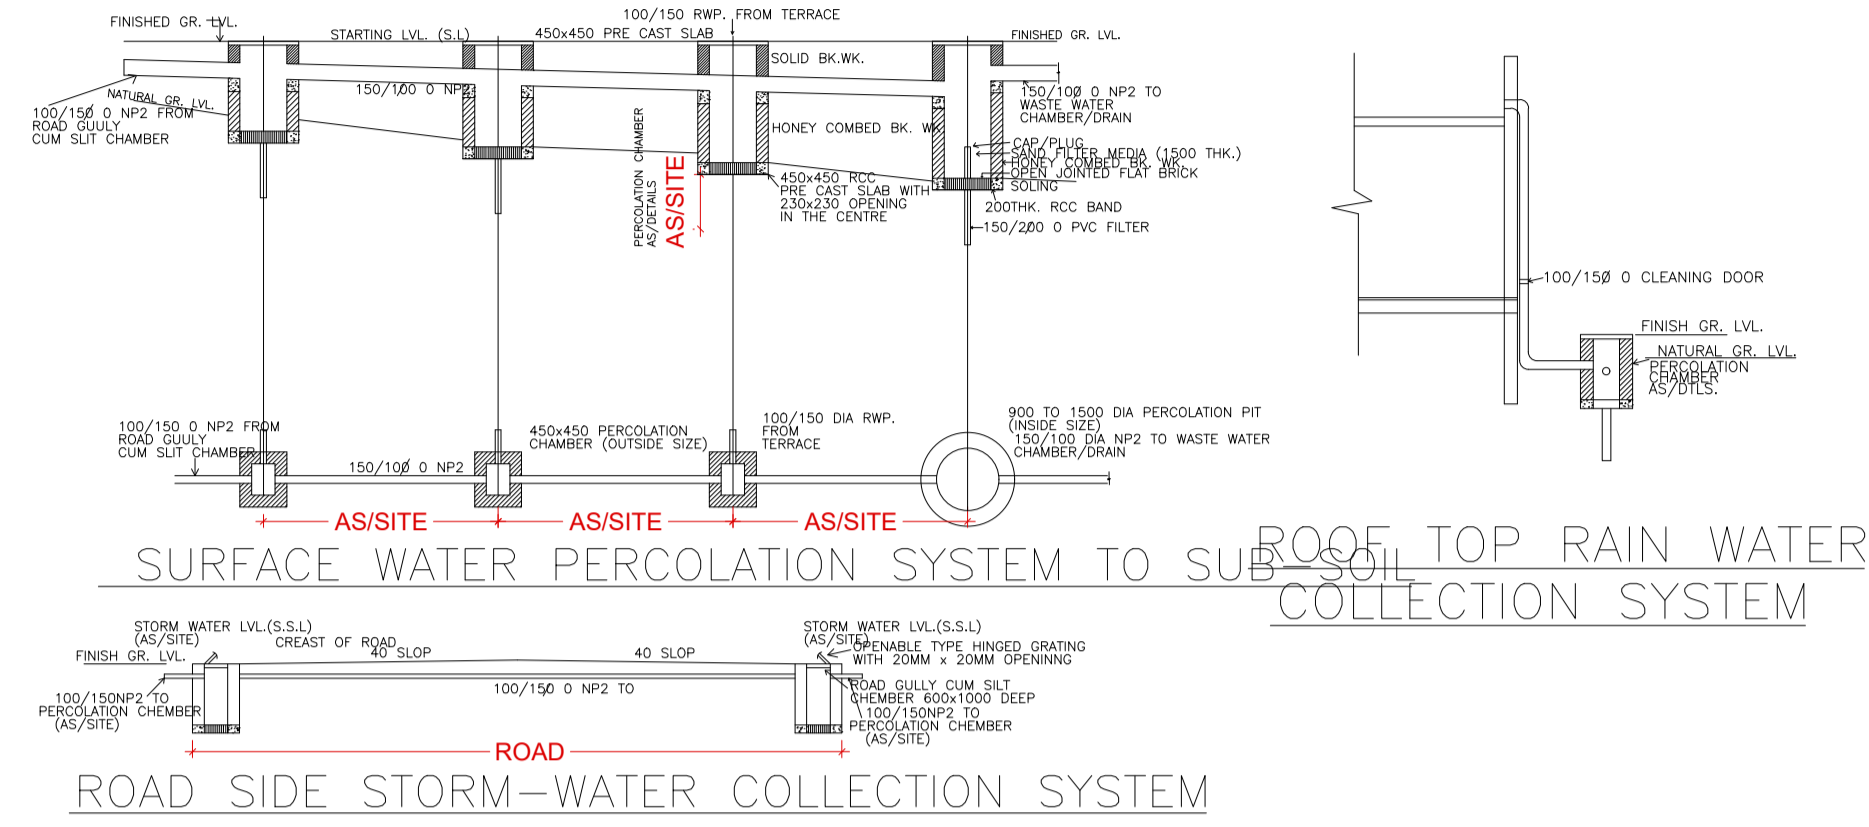 100/150 RWP. FROM TERRACE
FINISHED GR. LVL.
STARTING LVL. (S.L)
450x450 PRE CAST SLAB
FINISHED GR. LVL.
SOLID BK.WK.
NATURAL GR. LVL.
150/100 0 NP2
100/150 0 NP2 FROM
ROAD GUULY
CUM SLIT CHAMBER
150/100 0 NP2 TO
WASTE WATER
CHAMBER/DRAIN
HONEY COMBED BK. WK.
PERCOLATION CHAMBER
AS/DETAILS
AS/SITE
CAP/PLUG
SAND FILTER MEDIA (1500 THK.)
HONEY COMBED BK. WK.
OPEN JOINTED FLAT BRICK
SOLING
450x450 RCC
PRE CAST SLAB WITH
230x230 OPENING
IN THE CENTRE
200THK. RCC BAND
150/200 0 PVC FILTER
100/150 0 CLEANING DOOR
FINISH GR. LVL.
NATURAL GR. LVL.
PERCOLATION
CHAMBER
AS/DTLS.
100/150 0 NP2 FROM
ROAD GUULY
CUM SLIT CHAMBER
150/100 0 NP2
450x450 PERCOLATION
CHAMBER (OUTSIDE SIZE)
100/150 DIA RWP.
FROM
TERRACE
900 TO 1500 DIA PERCOLATION PIT
(INSIDE SIZE)
150/100 DIA NP2 TO WASTE WATER
CHAMBER/DRAIN
AS/SITE
AS/SITE
AS/SITE
SURFACE WATER PERCOLATION SYSTEM TO SUB-SOIL
ROOF TOP RAIN WATER
COLLECTION SYSTEM
STORM WATER LVL.(S.S.L)
(AS/SITE)
CREAST OF ROAD
FINISH GR. LVL.
40 SLOP
40 SLOP
STORM WATER LVL.(S.S.L)
(AS/SITE)
OPENABLE TYPE HINGED GRATING
WITH 20MM x 20MM OPENINNG
100/150 0 NP2 TO
100/150NP2 TO
PERCOLATION CHEMBER
(AS/SITE)
ROAD GULLY CUM SILT
CHEMBER 600x1000 DEEP
100/150NP2 TO
PERCOLATION CHEMBER
(AS/SITE)
ROAD
ROAD SIDE STORM-WATER COLLECTION SYSTEM